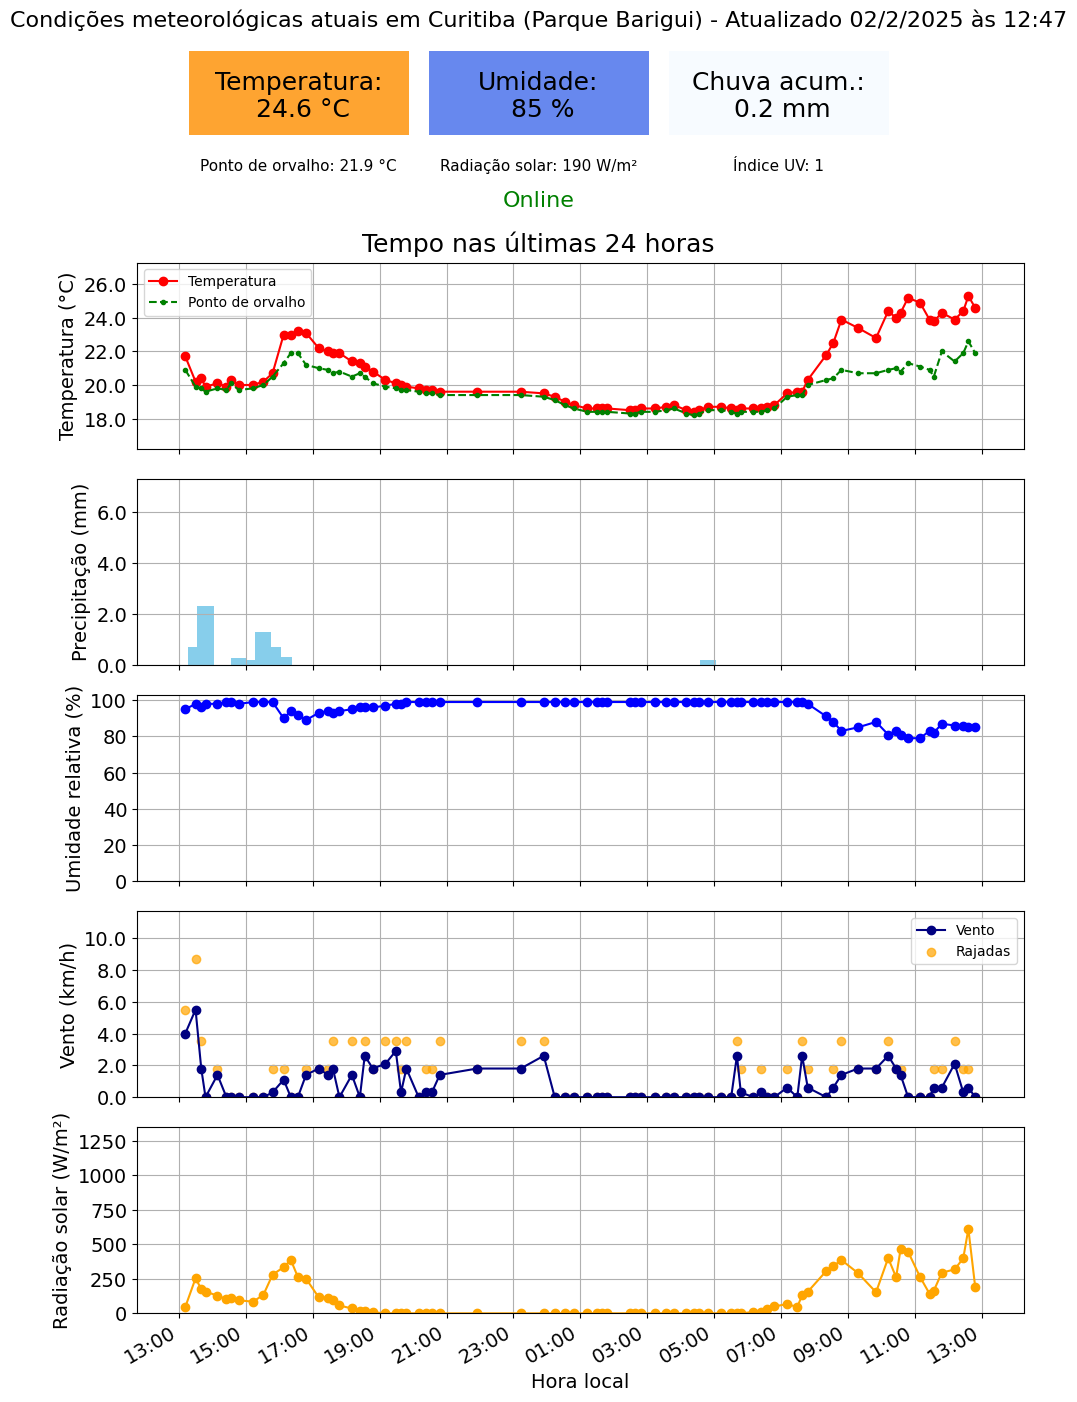 Condições meteorológicas atuais em Curitiba (Parque Barigui) - Atualizado 02/2/2025 às 12:47
Temperatura:
24.6 °C
Umidade:
85 %
Chuva acum.:
0.2 mm
Ponto de orvalho: 21.9 °C
Radiação solar: 190 W/m²
Índice UV: 1
Online
Tempo nas últimas 24 horas
Temperatura (°C)
26.0
24.0
22.0
20.0
18.0
Temperatura
Ponto de orvalho
Precipitação (mm)
6.0
4.0
2.0
0.0
Umidade relativa (%)
100
80
60
40
20
0
Vento (km/h)
10.0
8.0
6.0
4.0
2.0
0.0
Vento
Rajadas
Radiação solar (W/m²)
1250
1000
750
500
250
0
13:00
15:00
17:00
19:00
21:00
23:00
01:00
03:00
05:00
07:00
09:00
11:00
13:00
Hora local